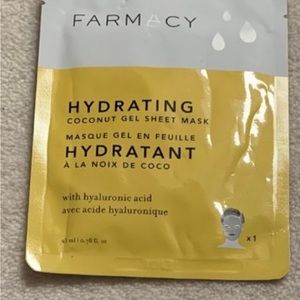 FARMACY
HYDRATING
COCONUT GEL SHEET MASK
MASQUE GEL EN FEUILLE
HYDRATANT
À LA NOIX DE COCO
with hyaluronic acid
avec acide hyaluronique
x 1